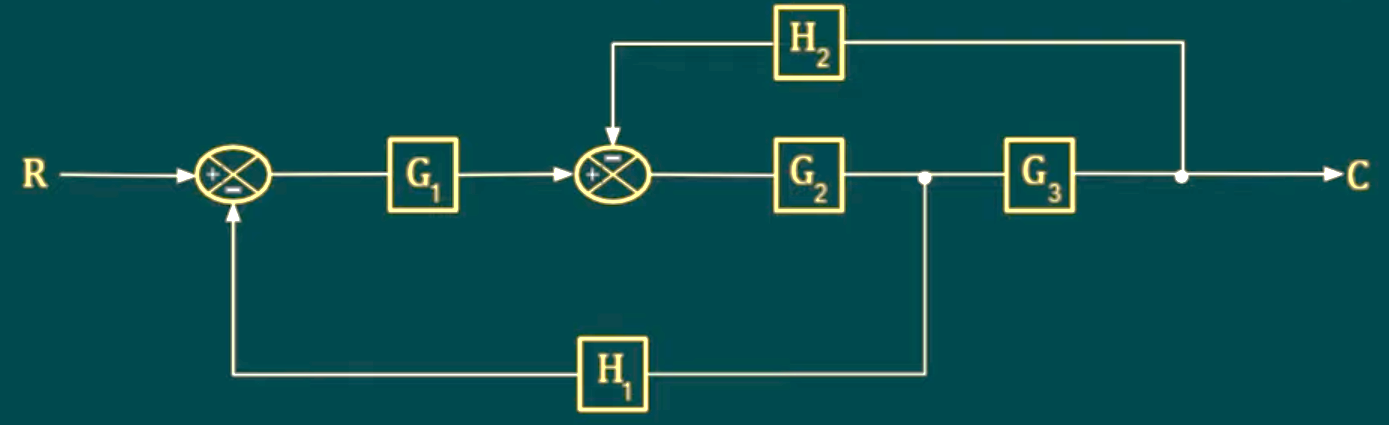 H₂
R + − G₁ + − G₂ G₃ C
H₁